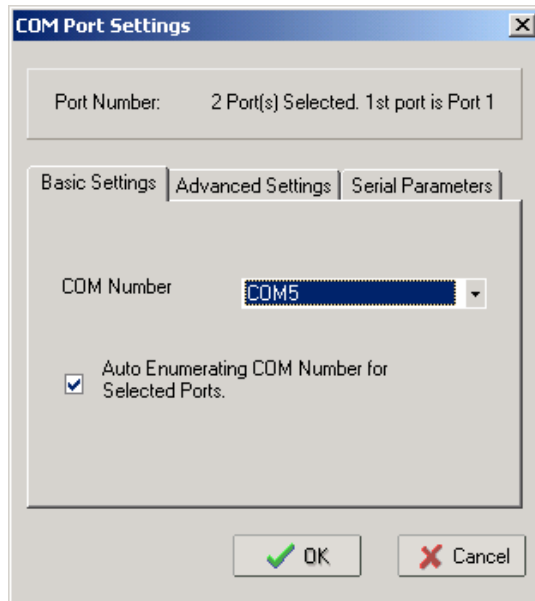 COM Port Settings
Port Number: 2 Port(s) Selected. 1st port is Port 1
Basic Settings Advanced Settings Serial Parameters
COM Number COM5
Auto Enumerating COM Number for
Selected Ports.
OK Cancel